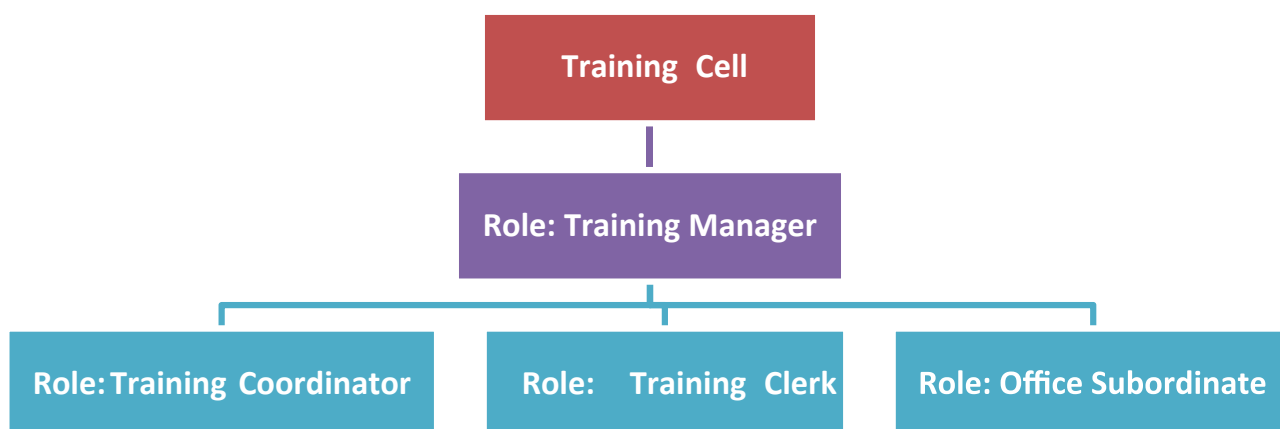 Training Cell
Role: Training Manager
Role: Training Coordinator
Role: Training Clerk
Role: Office Subordinate